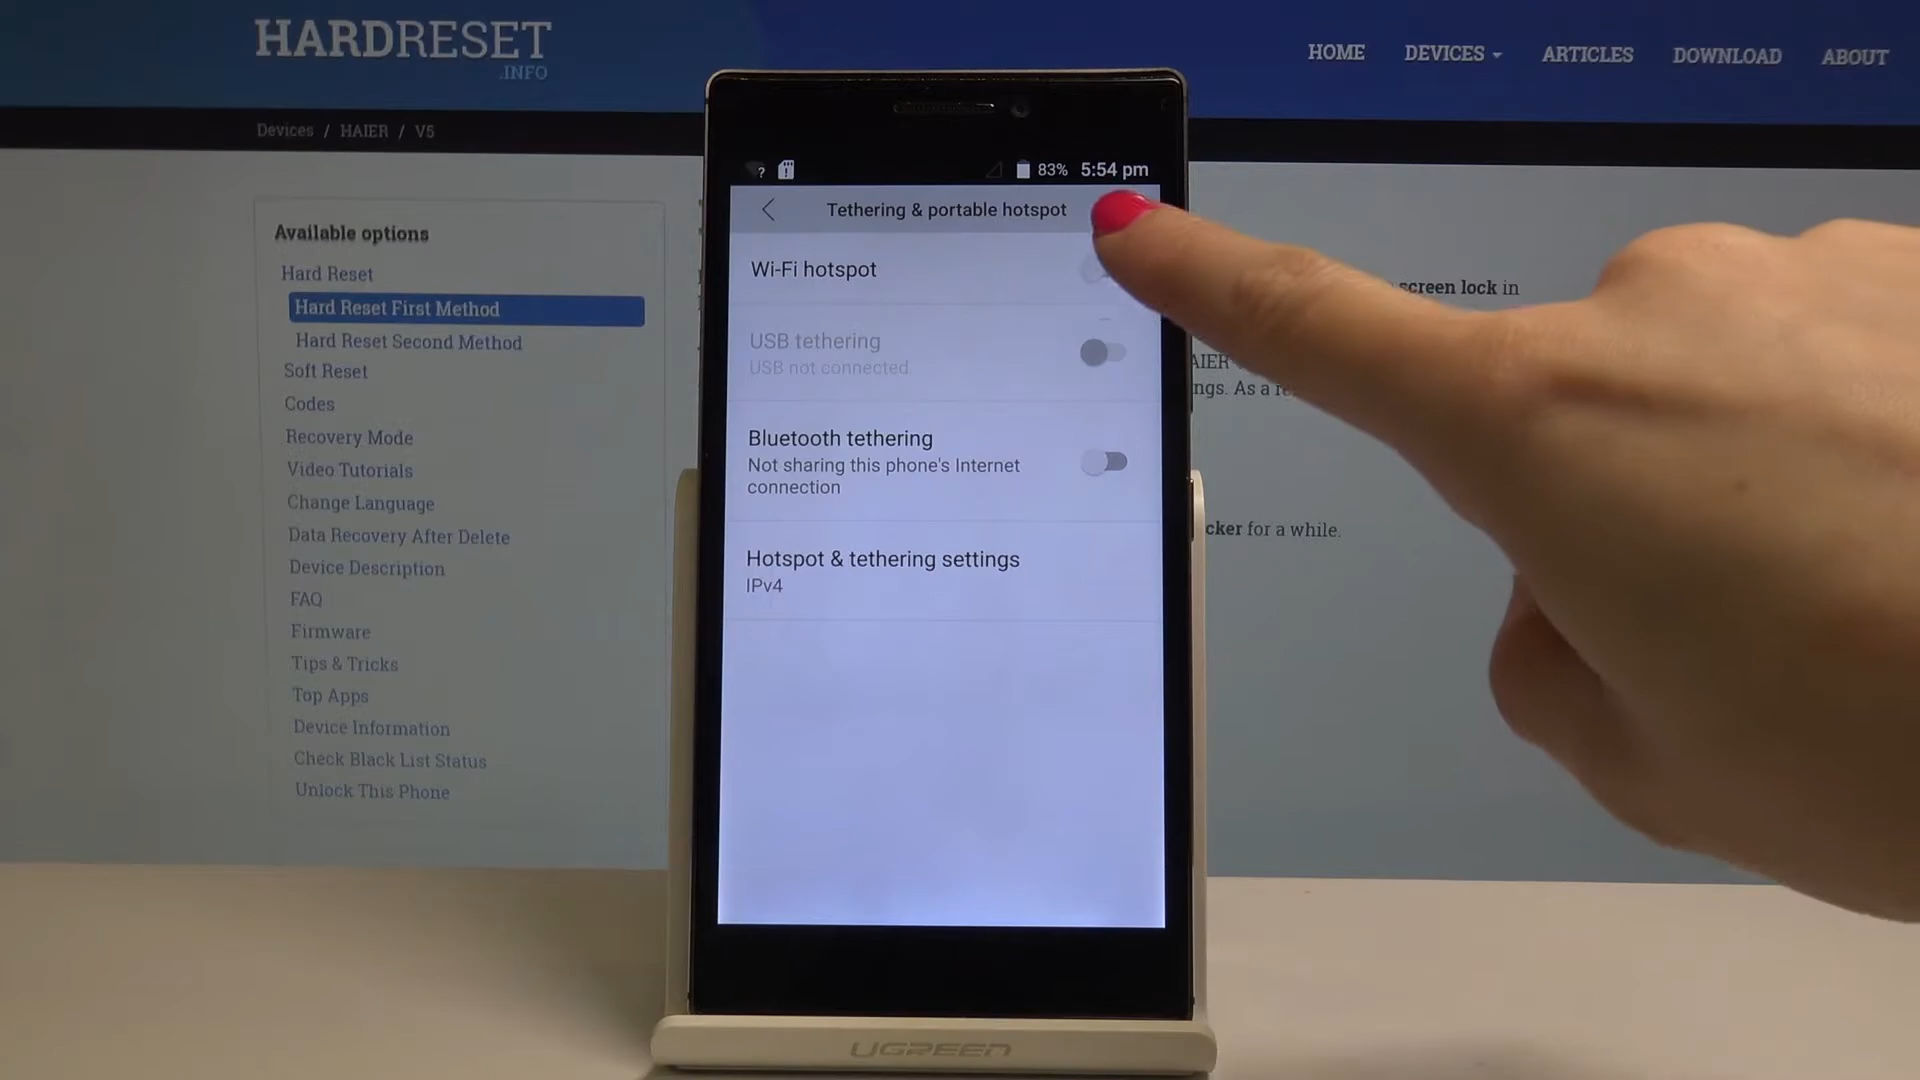 HARDRESET
.INFO
HOME DEVICES ARTICLES DOWNLOAD ABOUT
Devices / HAIER / V5
Available options
Hard Reset
Hard Reset First Method
Hard Reset Second Method
Soft Reset
Codes
Recovery Mode
Video Tutorials
Change Language
Data Recovery After Delete
Device Description
FAQ
Firmware
Tips & Tricks
Top Apps
Device Information
Check Black List Status
Unlock This Phone
83% 5:54 pm
Tethering & portable hotspot
Wi-Fi hotspot
USB tethering
USB not connected
Bluetooth tethering
Not sharing this phone's Internet
connection
Hotspot & tethering settings
IPv4
screen lock in
AIER
ngs. As a
cker for a while.
UGREEN